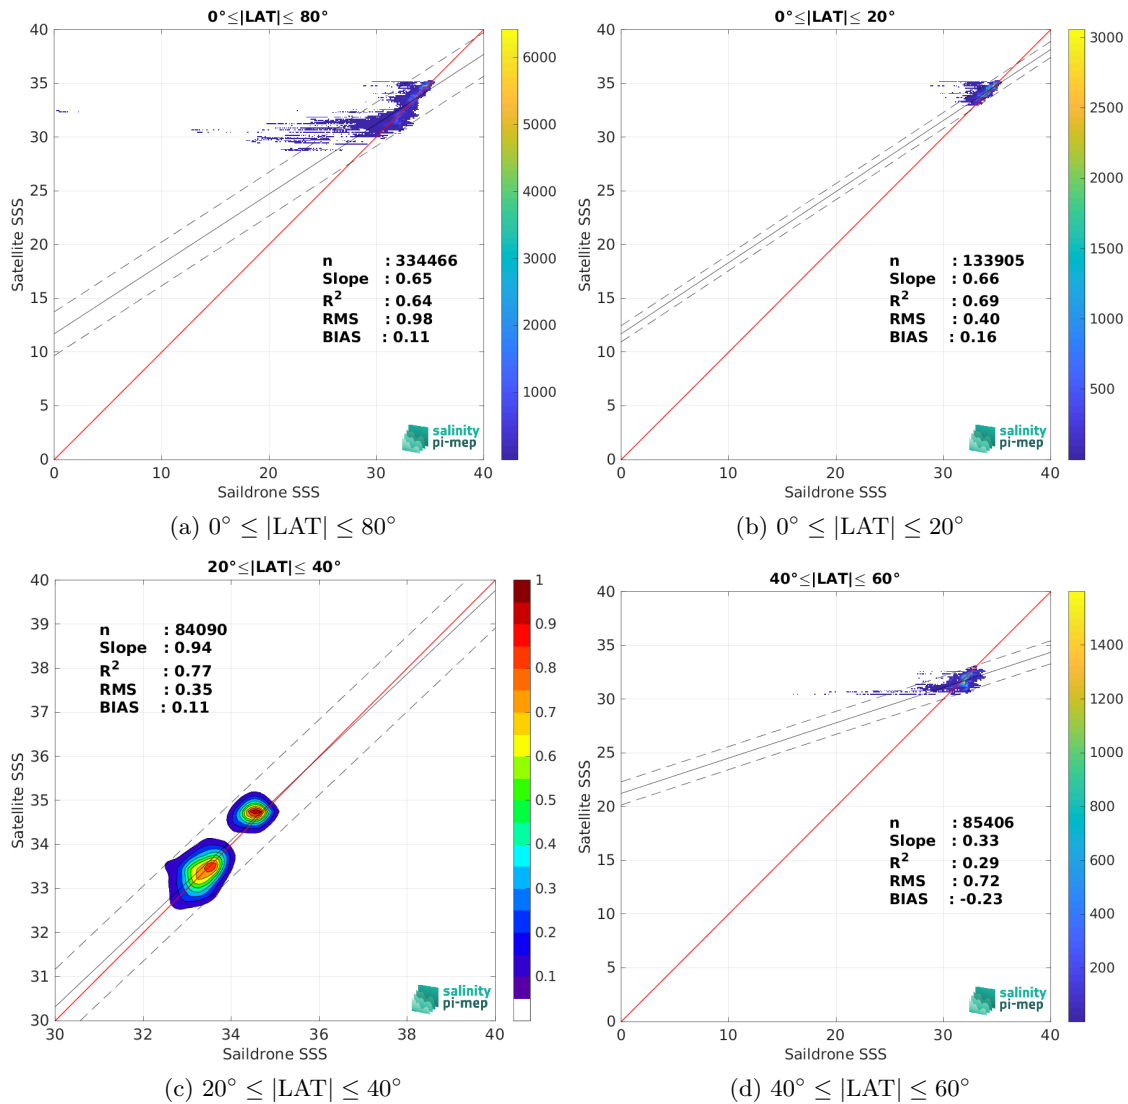 0°≤|LAT|≤ 80°
40
35
30
25
20
15
10
5
0
Satellite SSS
n : 334466
Slope : 0.65
R² : 0.64
RMS : 0.98
BIAS : 0.11
salinity
pi-mep
0 10 20 30 40
Saildrone SSS
6000
5000
4000
3000
2000
1000
(a) 0° ≤ |LAT| ≤ 80°
0°≤|LAT|≤ 20°
40
35
30
25
20
15
10
5
0
Satellite SSS
n : 133905
Slope : 0.66
R² : 0.69
RMS : 0.40
BIAS : 0.16
salinity
pi-mep
0 10 20 30 40
Saildrone SSS
3000
2500
2000
1500
1000
500
(b) 0° ≤ |LAT| ≤ 20°
20°≤|LAT|≤ 40°
40
39
38
37
36
35
34
33
32
31
30
Satellite SSS
n : 84090
Slope : 0.94
R² : 0.77
RMS : 0.35
BIAS : 0.11
salinity
pi-mep
30 32 34 36 38 40
Saildrone SSS
1
0.9
0.8
0.7
0.6
0.5
0.4
0.3
0.2
0.1
(c) 20° ≤ |LAT| ≤ 40°
40°≤|LAT|≤ 60°
40
35
30
25
20
15
10
5
0
Satellite SSS
n : 85406
Slope : 0.33
R² : 0.29
RMS : 0.72
BIAS : -0.23
salinity
pi-mep
0 10 20 30 40
Saildrone SSS
1400
1200
1000
800
600
400
200
(d) 40° ≤ |LAT| ≤ 60°